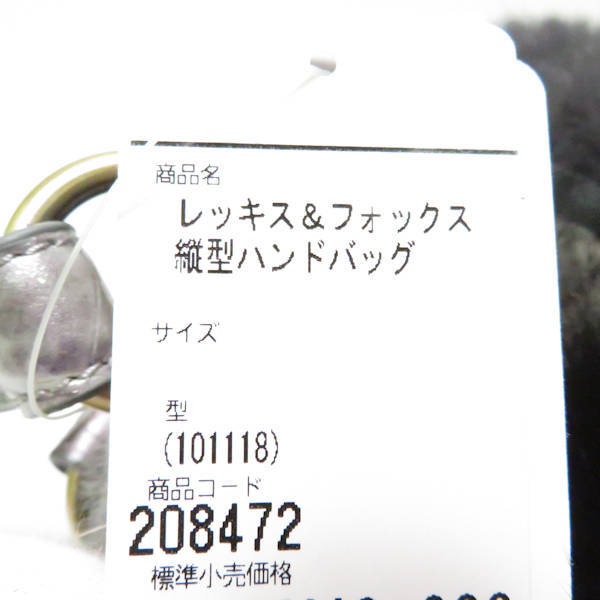 商品名
レッキス＆フォックス
縦型ハンドバッグ
サイズ
型
(101118)
商品コード
208472
標準小売価格